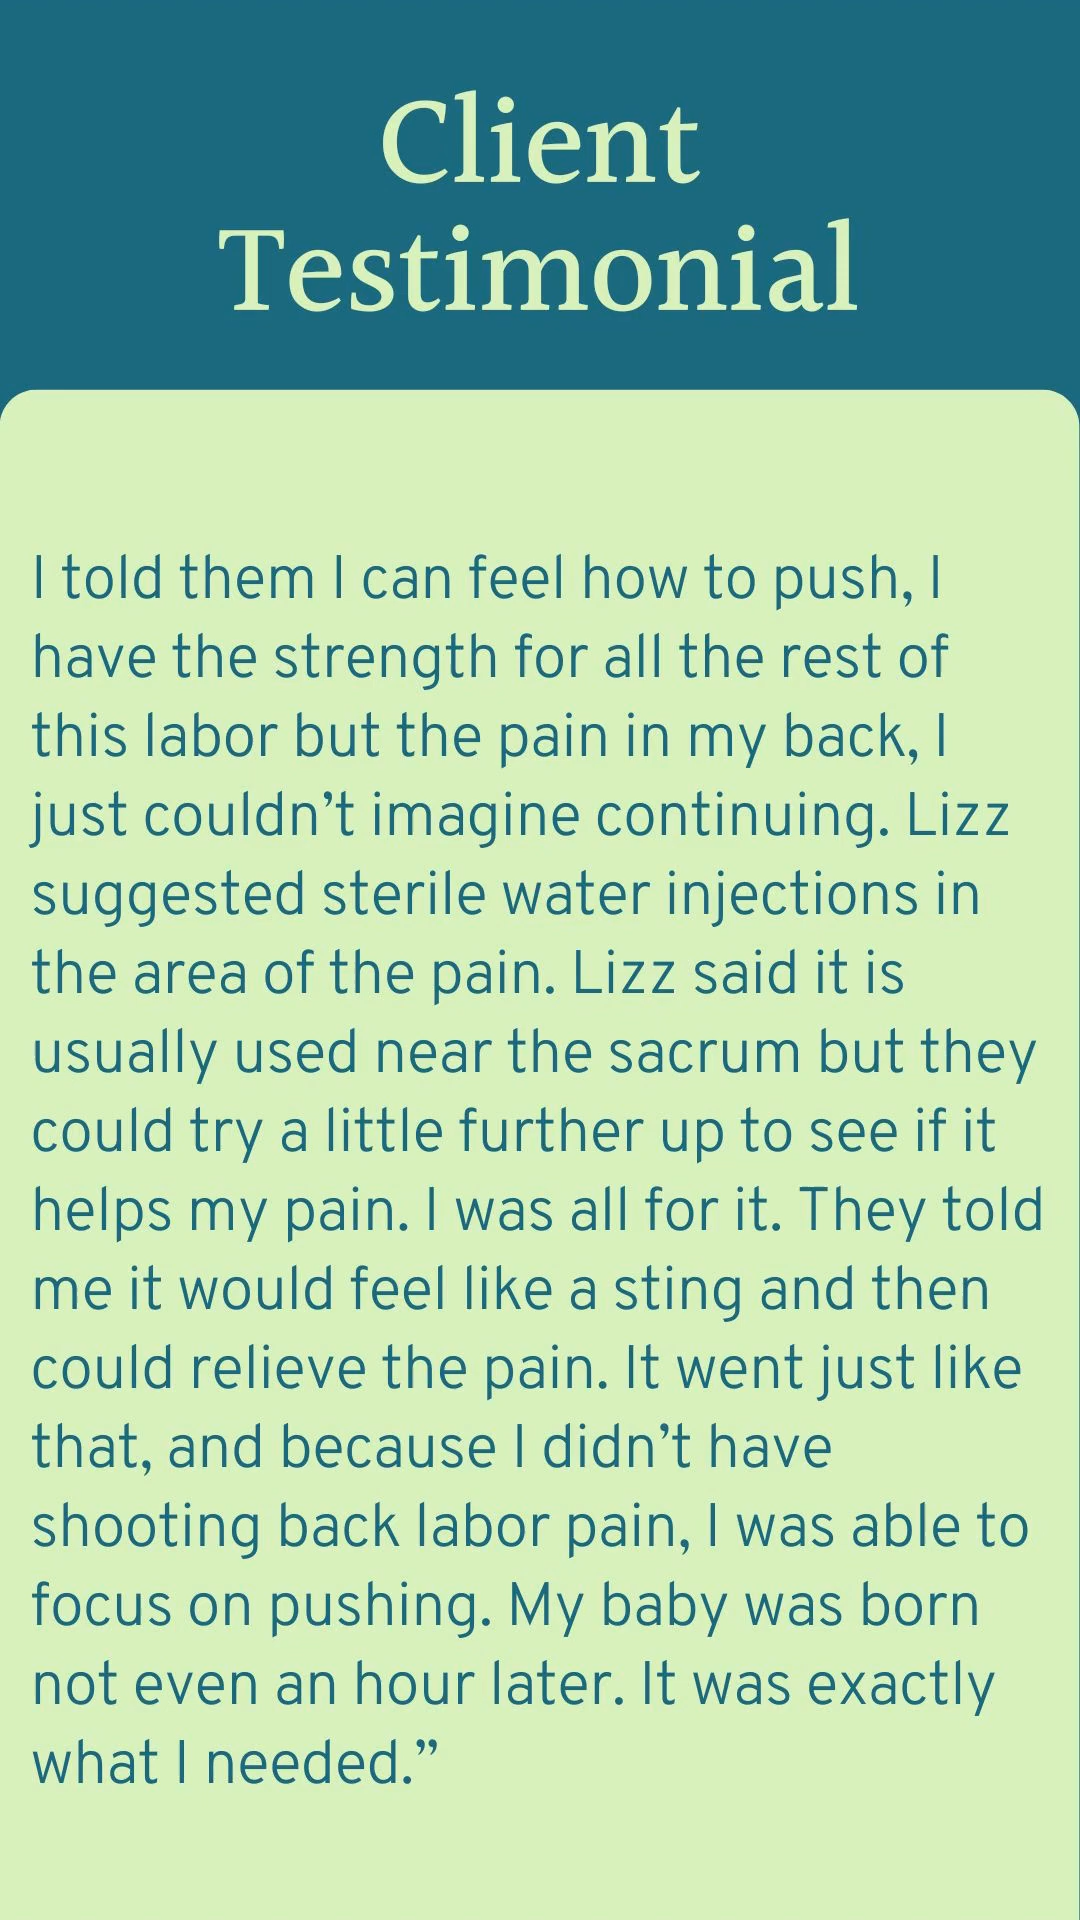 Client
Testimonial
I told them I can feel how to push, I
have the strength for all the rest of
this labor but the pain in my back, I
just couldn’t imagine continuing. Lizz
suggested sterile water injections in
the area of the pain. Lizz said it is
usually used near the sacrum but they
could try a little further up to see if it
helps my pain. I was all for it. They told
me it would feel like a sting and then
could relieve the pain. It went just like
that, and because I didn’t have
shooting back labor pain, I was able to
focus on pushing. My baby was born
not even an hour later. It was exactly
what I needed.”